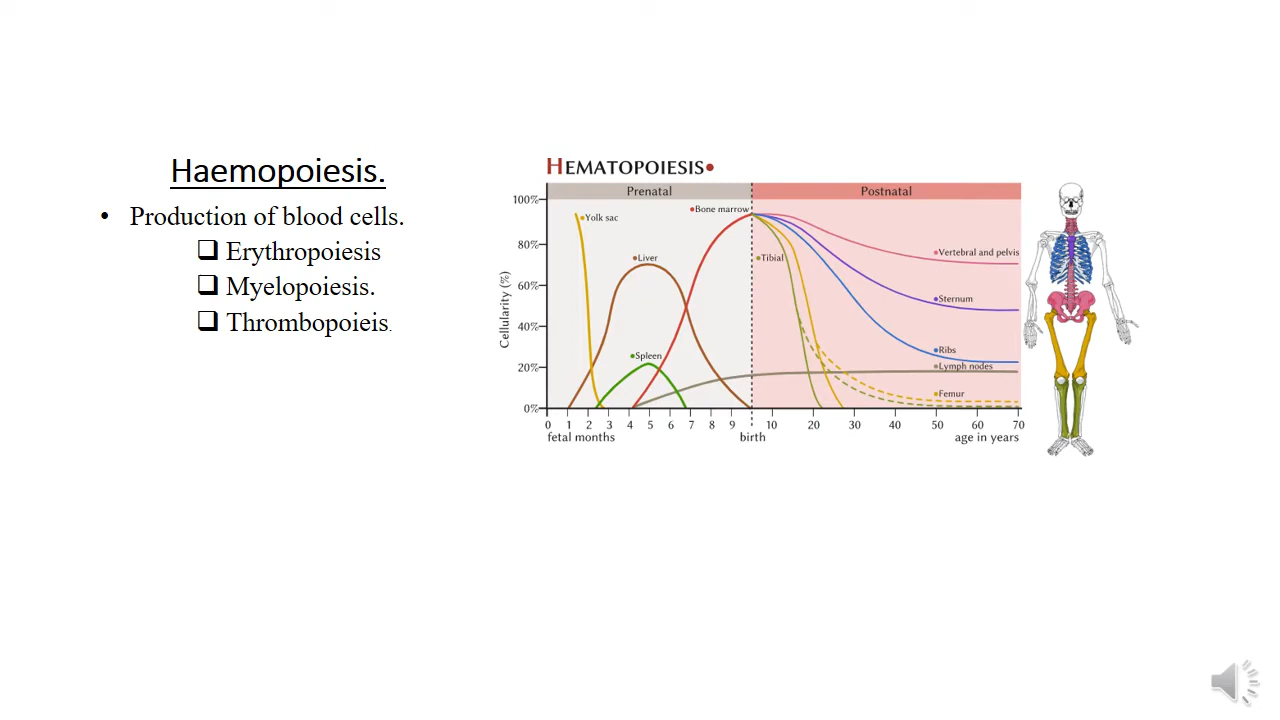 Haemopoiesis.
• Production of blood cells.
❑ Erythropoiesis
❑ Myelopoiesis.
❑ Thrombopoieis.
HEMATOPOIESIS•
Prenatal
Postnatal
100%
80%
60%
40%
20%
0%
Cellularity (%)
Yolk sac
Bone marrow
Liver
Tibial
Spleen
Vertebral and pelvis
Sternum
Ribs
Lymph nodes
Femur
0 1 2 3 4 5 6 7 8 9 10 20 30 40 50 60 70
fetal months birth age in years